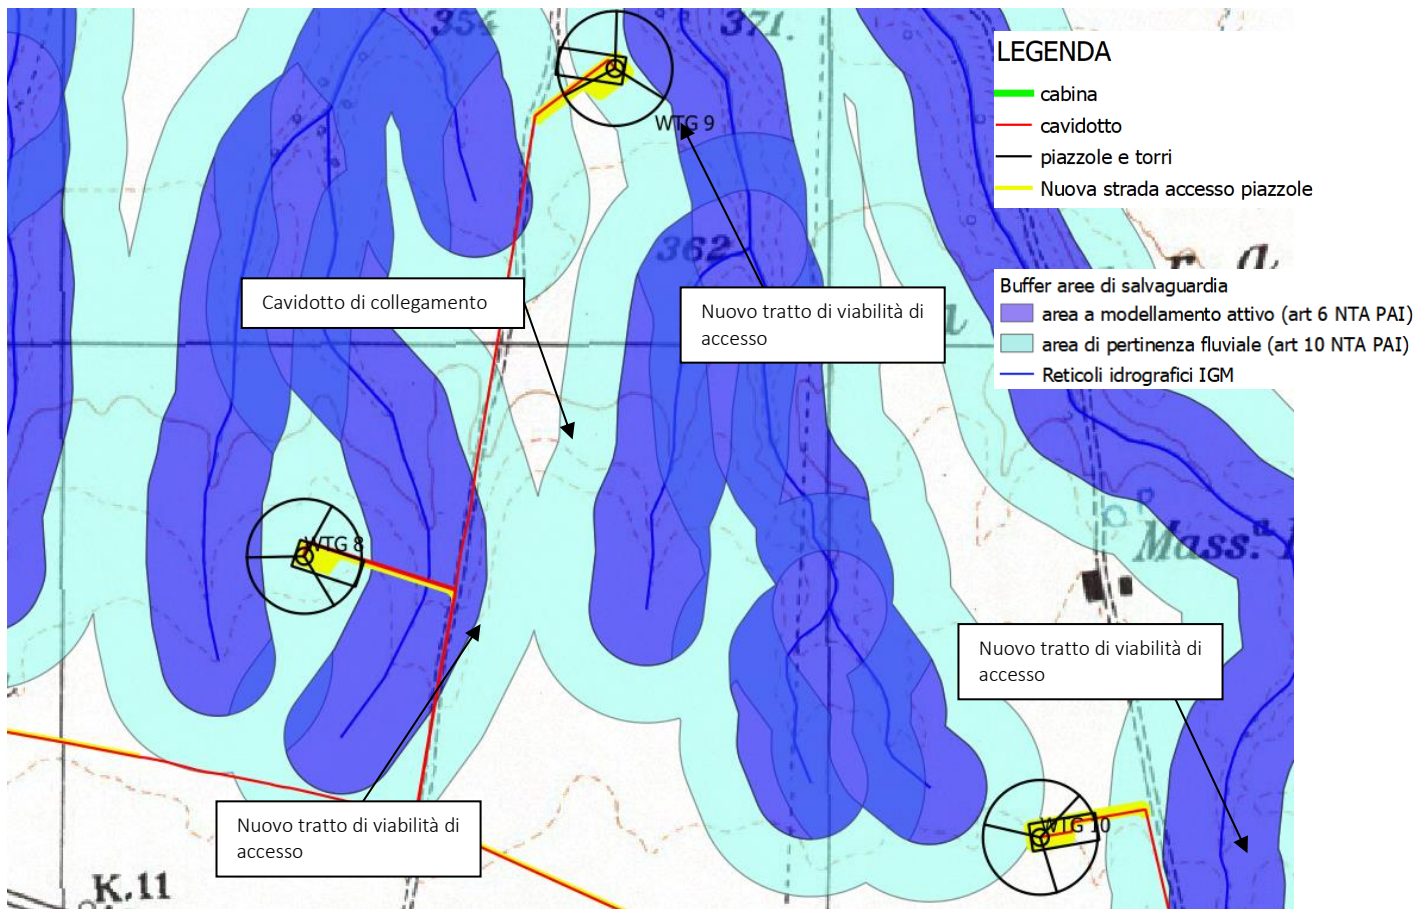 354
371.
WTG 9
LEGENDA
cabina
cavidotto
piazzole e torri
Nuova strada accesso piazzole
362
r a
Cavidotto di collegamento
Nuovo tratto di viabilità di
accesso
a
Buffer aree di salvaguardia
area a modellamento attivo (art 6 NTA PAI)
area di pertinenza fluviale (art 10 NTA PAI)
Reticoli idrografici IGM
WTG 8
Mass.a
Nuovo tratto di viabilità di
accesso
Nuovo tratto di viabilità di
accesso
WTG 10
K.11